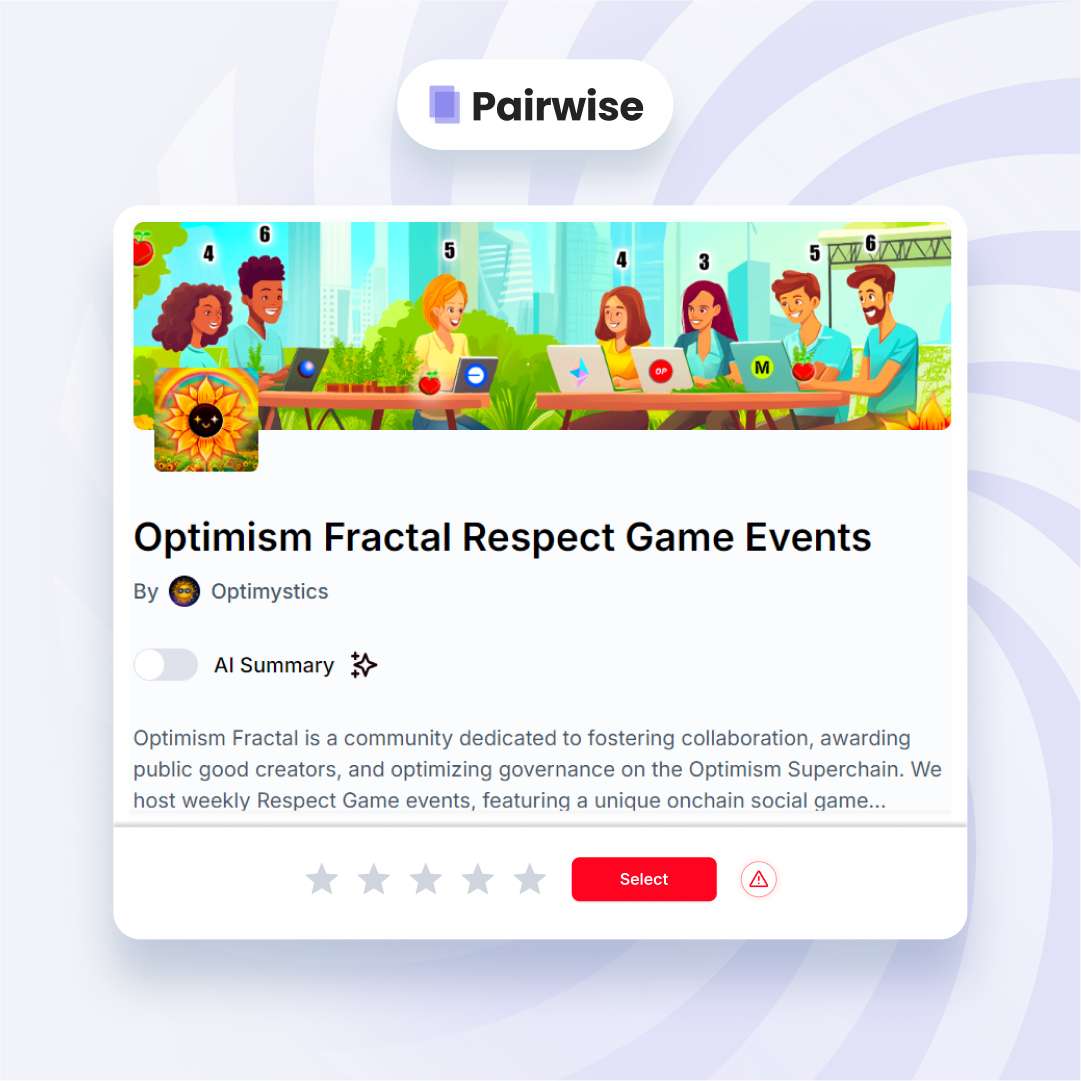 Pairwise
4
6
5
4
3
5
6
OP
M
Optimism Fractal Respect Game Events
By Optimystics
AI Summary
Optimism Fractal is a community dedicated to fostering collaboration, awarding
public good creators, and optimizing governance on the Optimism Superchain. We
host weekly Respect Game events, featuring a unique onchain social game...
Select